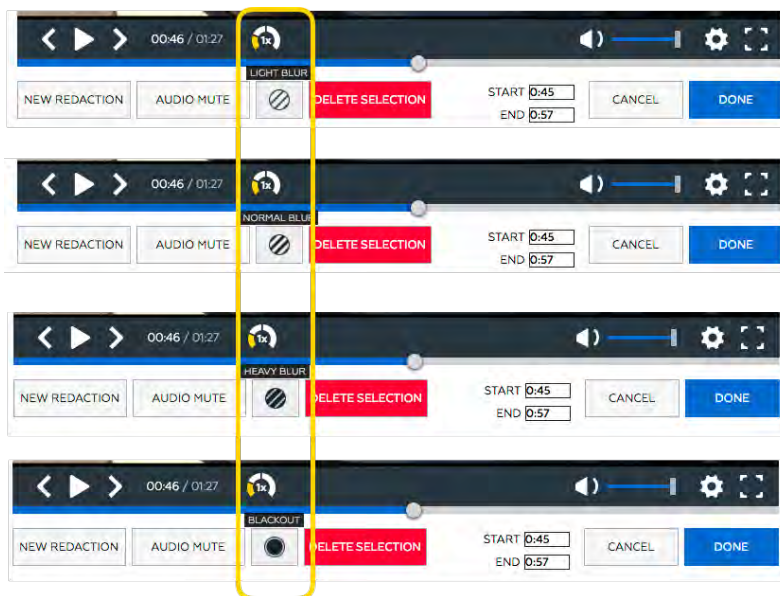 00:46 / 01:27 1x
LIGHT BLUR
NEW REDACTION AUDIO MUTE DELETE SELECTION START 0:45 CANCEL DONE
END 0:57
00:46 / 01:27 1x
NORMAL BLUR
NEW REDACTION AUDIO MUTE DELETE SELECTION START 0:45 CANCEL DONE
END 0:57
00:46 / 01:27 1x
HEAVY BLUR
NEW REDACTION AUDIO MUTE DELETE SELECTION START 0:45 CANCEL DONE
END 0:57
00:46 / 01:27 1x
BLACKOUT
NEW REDACTION AUDIO MUTE DELETE SELECTION START 0:45 CANCEL DONE
END 0:57